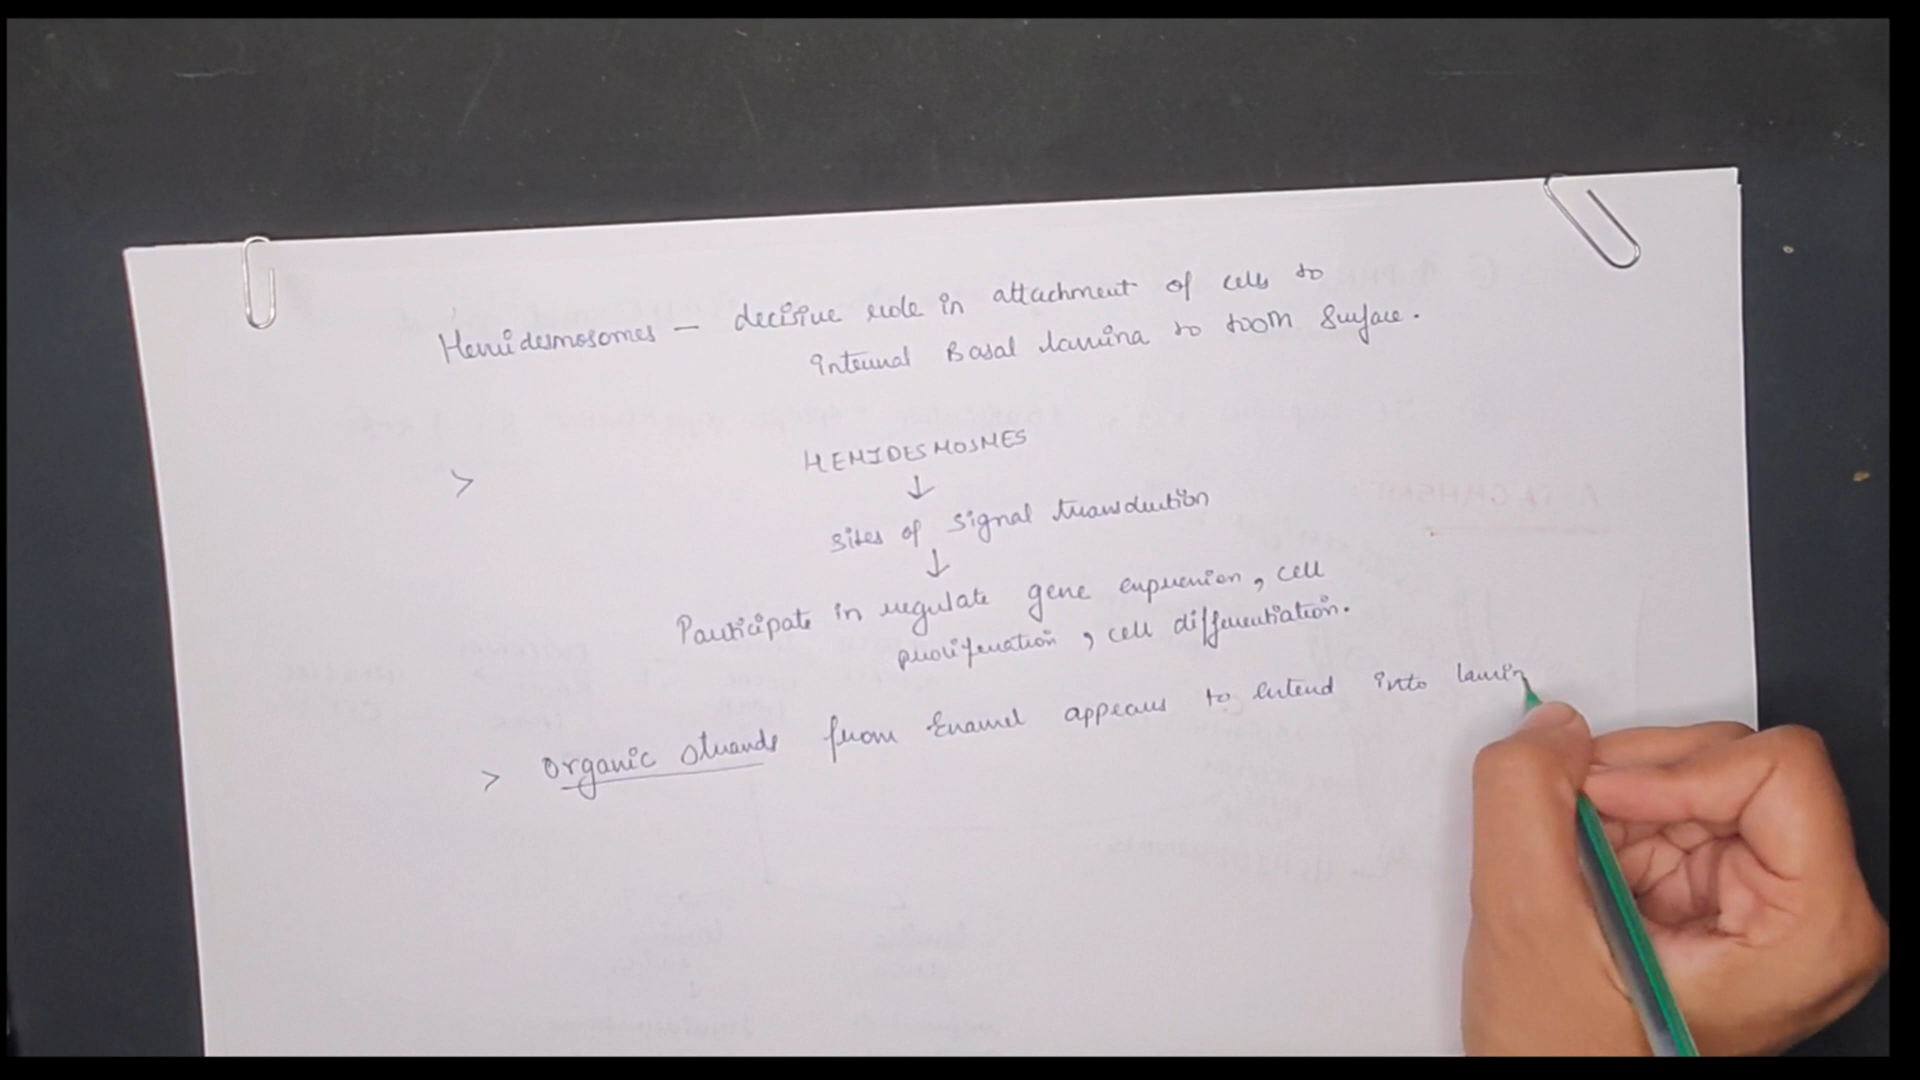 Hemidesmosomes – decisive role in attachment of cells to
internal Basal lamina to tooth surface.
> HEMIDESMOSMES
↓
sites of signal transduction
↓
Participate in regulate gene expression, cell
proliferation, cell differentiation.
> organic strands from Enamel appears to extend into lamin